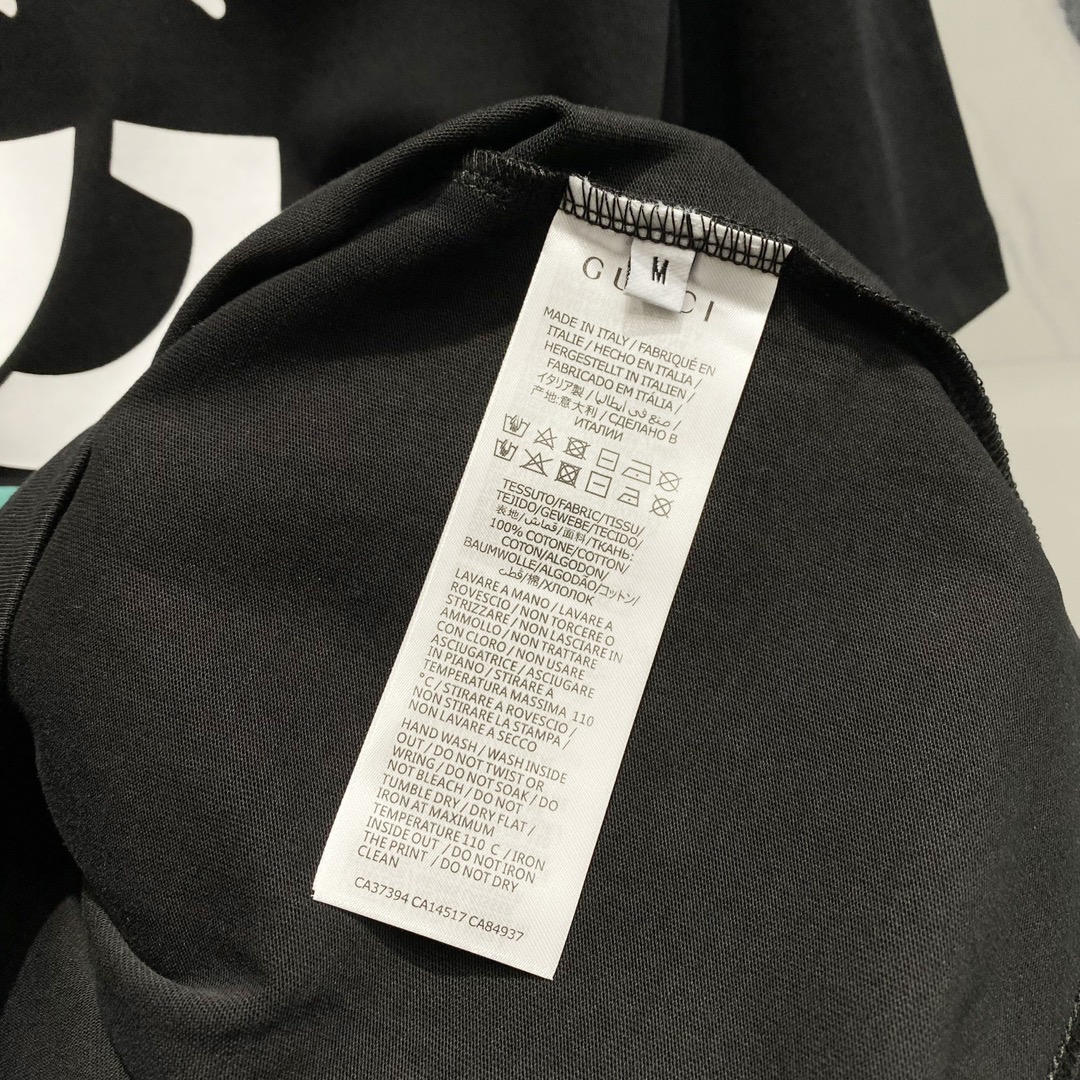 M
GUCCI
MADE IN ITALY / FABRIQUÉ EN
ITALIE / HECHO EN ITALIA /
HERGESTELLT IN ITALIEN /
FABRICADO EM ITÁLIA /
イタリア製 / صنع في إيطاليا /
产地:意大利 / СДЕЛАНО В
ИТАЛИИ
TESSUTO/FABRIC/TISSU/
TEJIDO/GEWEBE/TECIDO/
表地/قماش/面料/ТКАНЬ:
100% COTONE/COTTON/
COTON/ALGODON/
BAUMWOLLE/ALGODÃO/コットン/
قطن/棉/ХЛОПОК
LAVARE A MANO / LAVARE A
ROVESCIO / NON TORCERE O
STRIZZARE / NON LASCIARE IN
AMMOLLO / NON TRATTARE
CON CLORO / NON USARE
ASCIUGATRICE / ASCIUGARE
IN PIANO / STIRARE A
TEMPERATURA MASSIMA 110
°C / STIRARE A ROVESCIO /
NON STIRARE LA STAMPA /
NON LAVARE A SECCO
HAND WASH / WASH INSIDE
OUT / DO NOT TWIST OR
WRING / DO NOT SOAK / DO
NOT BLEACH / DO NOT
TUMBLE DRY / DRY FLAT /
IRON AT MAXIMUM
TEMPERATURE 110 C / IRON
INSIDE OUT / DO NOT IRON
THE PRINT / DO NOT DRY
CLEAN
CA37394 CA14517 CA84937